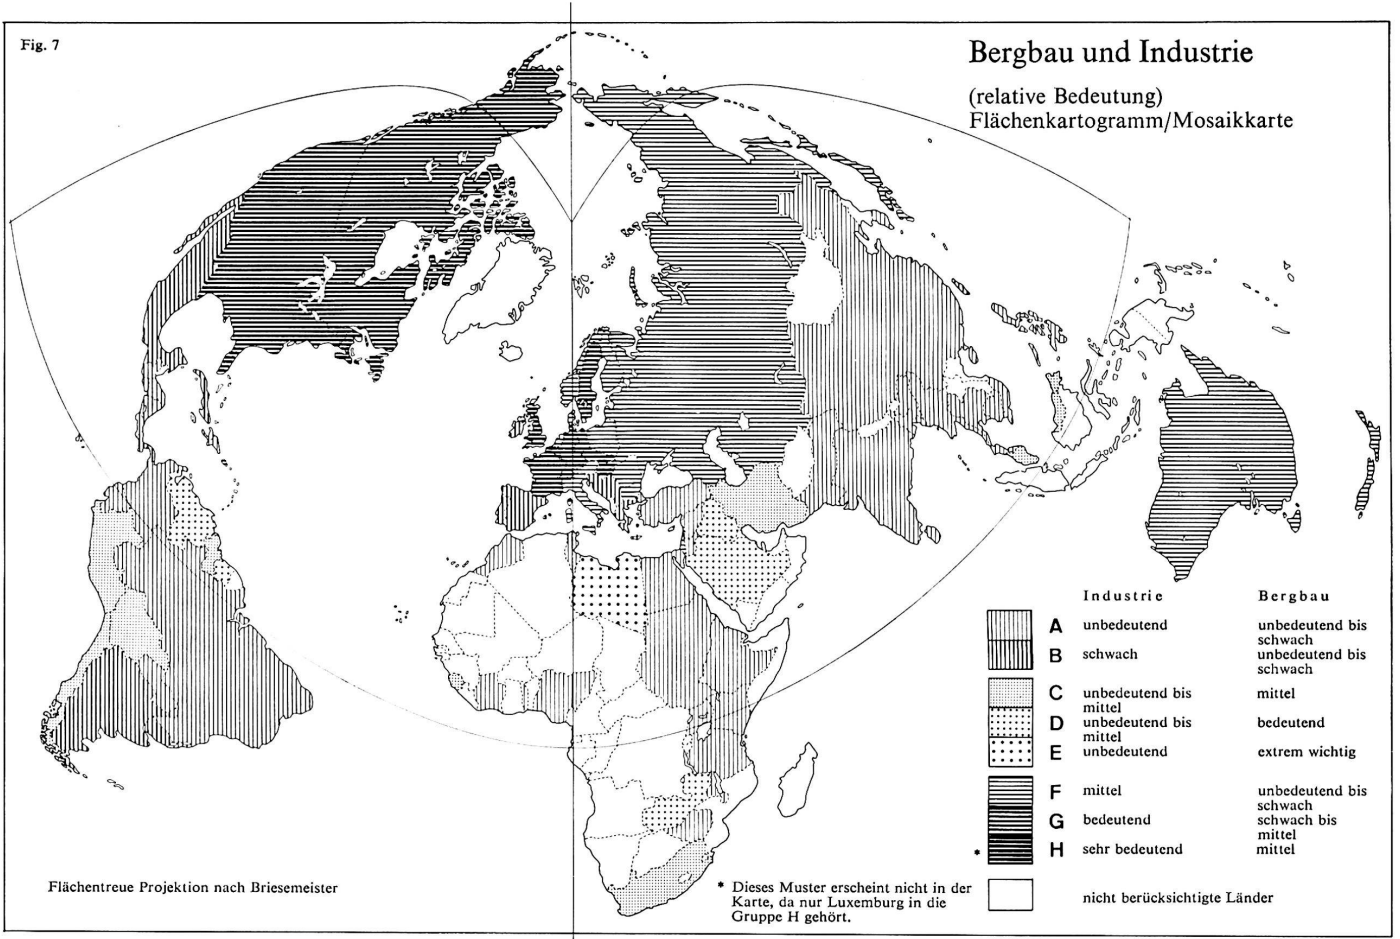 Fig. 7
Bergbau und Industrie
(relative Bedeutung)
Flächenkartogramm/Mosaikkarte
Industrie Bergbau
A unbedeutend unbedeutend bis
schwach
B schwach unbedeutend bis
schwach
C unbedeutend bis mittel
mittel
D unbedeutend bis bedeutend
mittel
E unbedeutend extrem wichtig
F mittel unbedeutend bis
schwach
G bedeutend schwach bis
mittel
* H sehr bedeutend mittel
nicht berücksichtigte Länder
Flächentreue Projektion nach Briesemeister
* Dieses Muster erscheint nicht in der
Karte, da nur Luxemburg in die
Gruppe H gehört.